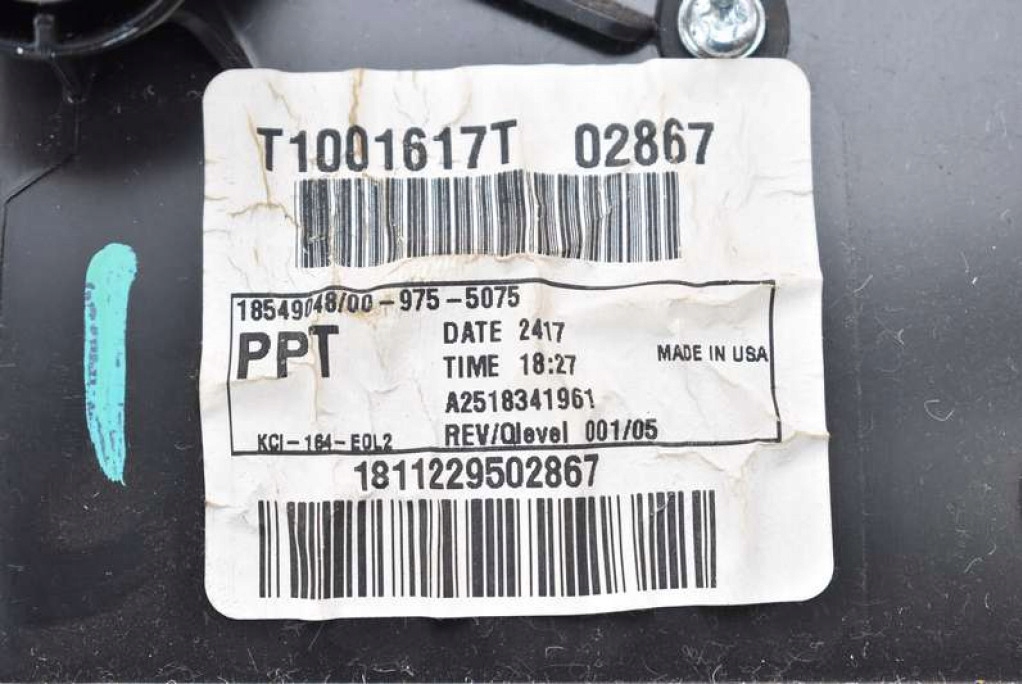 T1001617T 02867
18549048/00-975-5075
PPT
DATE 2417
TIME 18:27
MADE IN USA
A2518341961
KCI-164-EOL2
REV/Qlevel 001/05
1811229502867